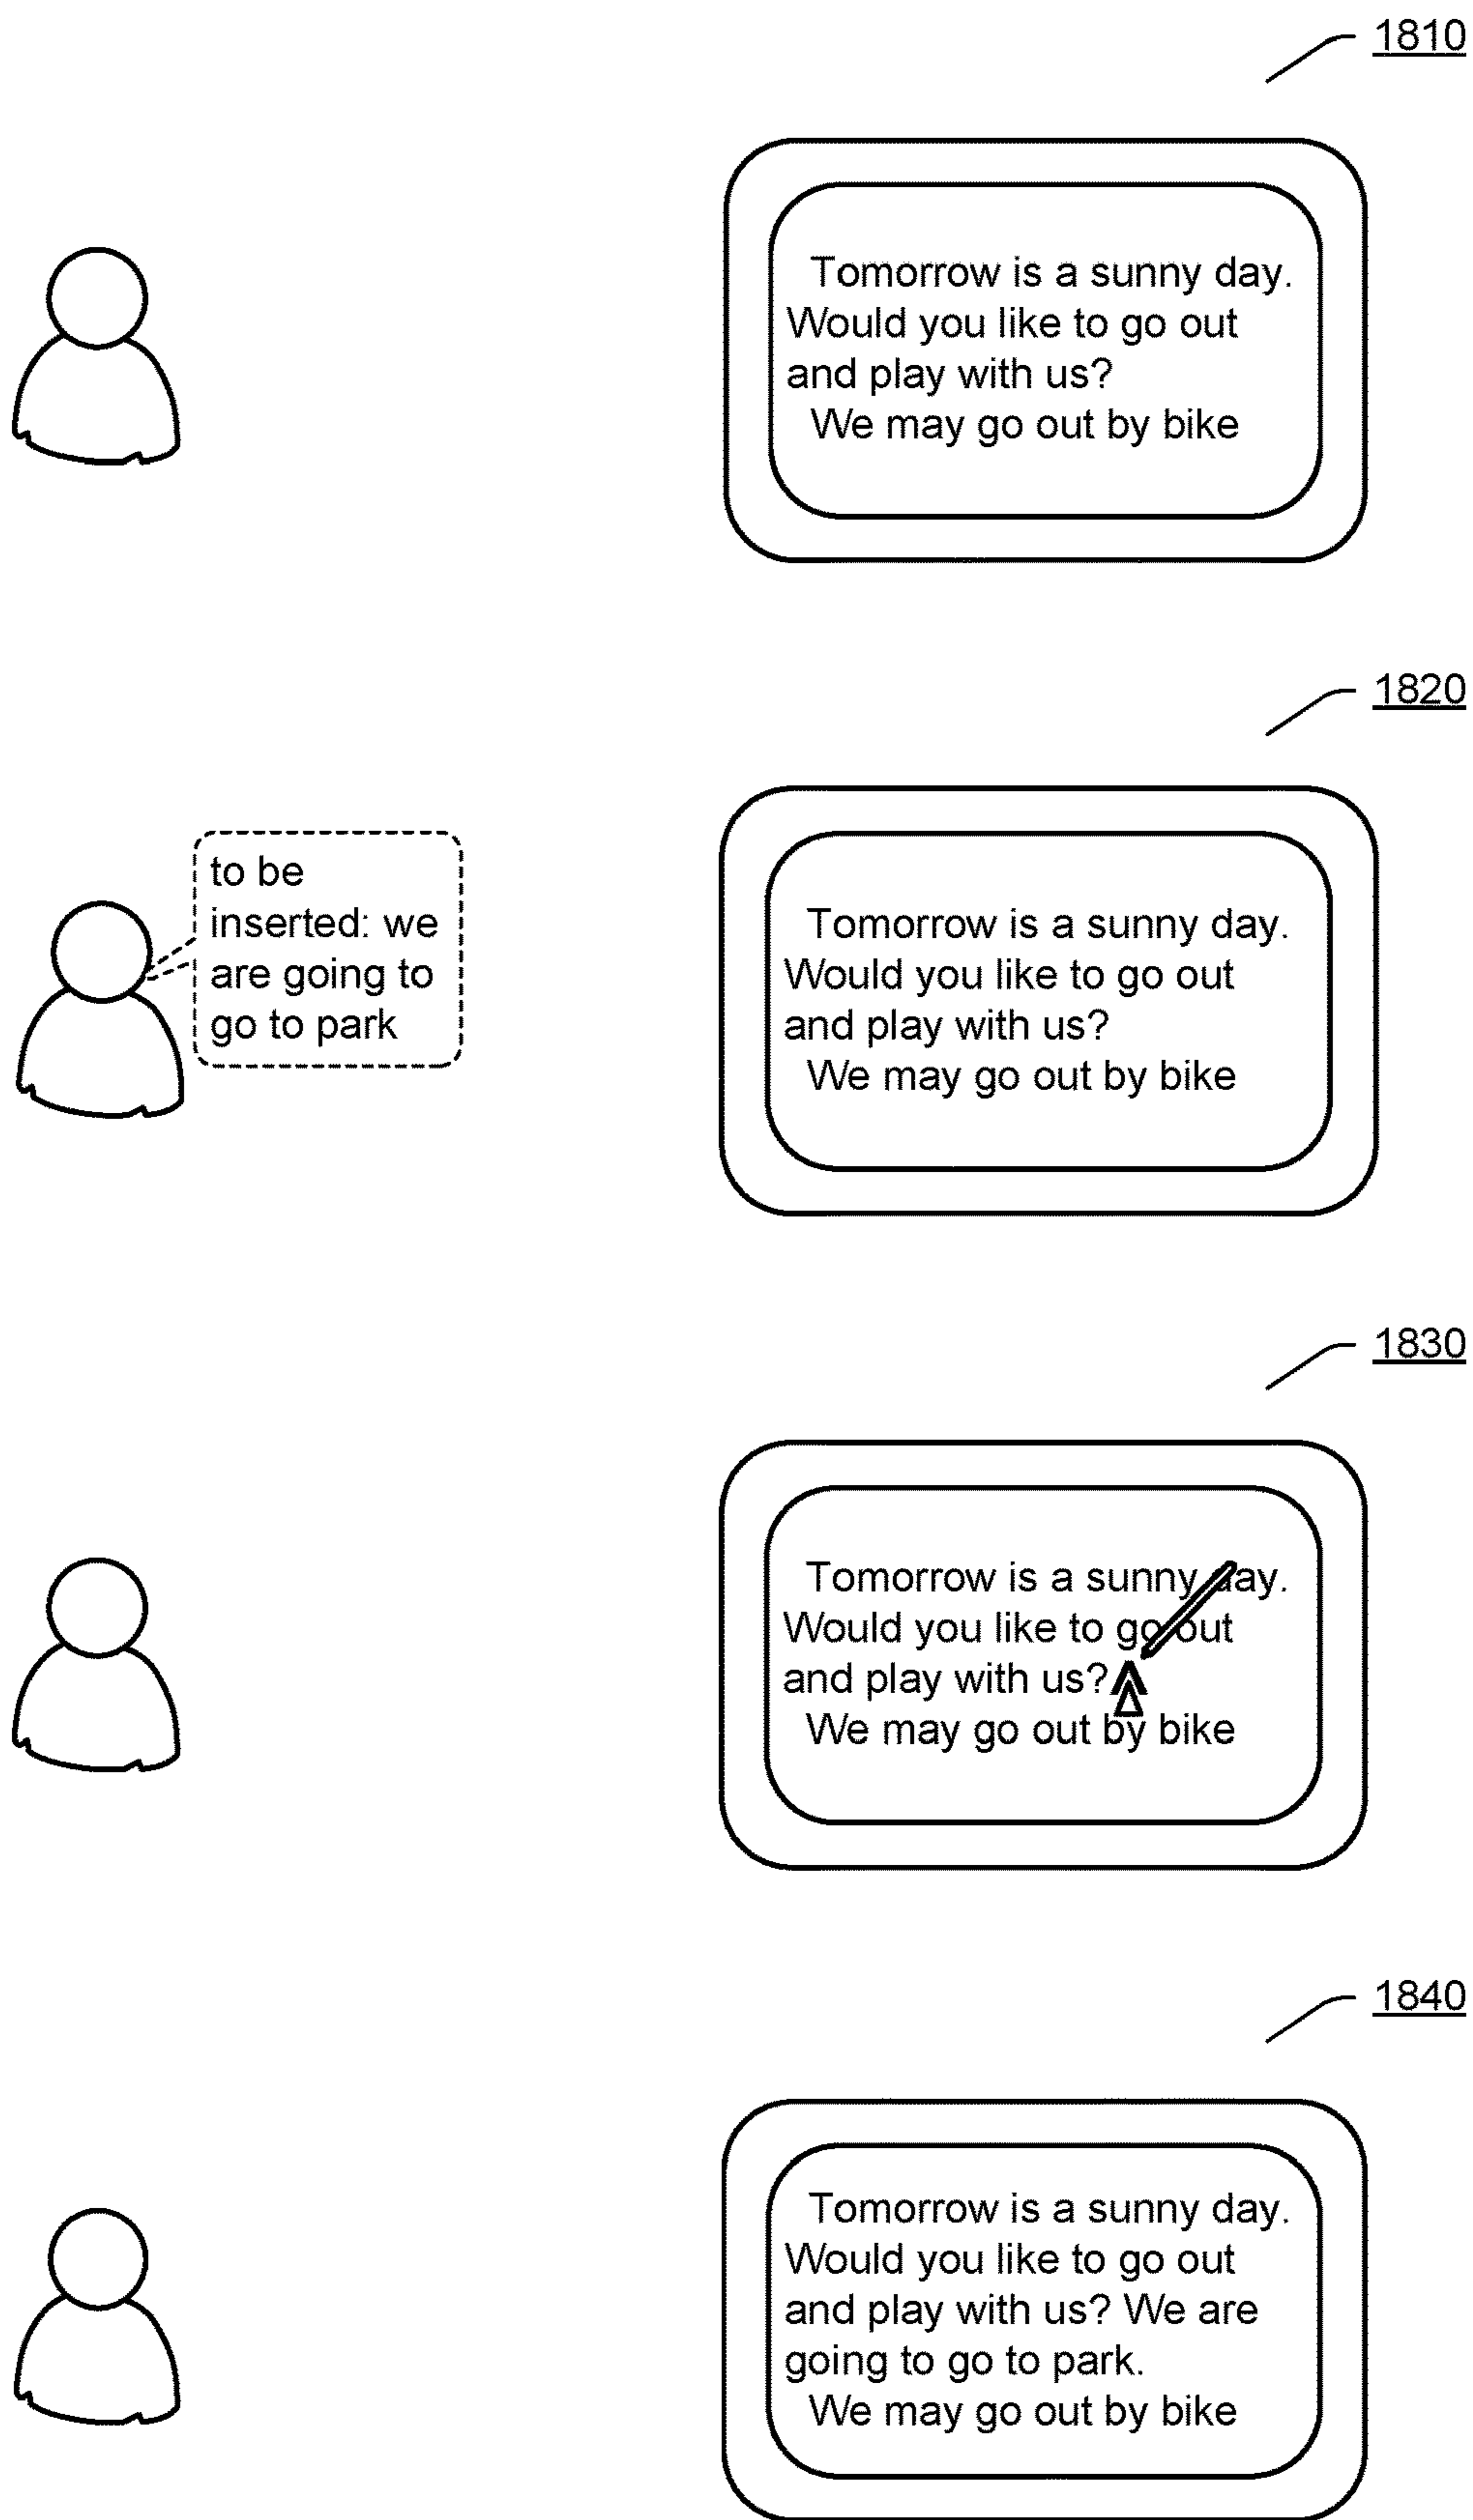 1810
Tomorrow is a sunny day.
Would you like to go out
and play with us?
We may go out by bike
1820
to be
inserted: we
are going to
go to park
Tomorrow is a sunny day.
Would you like to go out
and play with us?
We may go out by bike
1830
Tomorrow is a sunny day.
Would you like to go out
and play with us?
We may go out by bike
1840
Tomorrow is a sunny day.
Would you like to go out
and play with us? We are
going to go to park.
We may go out by bike